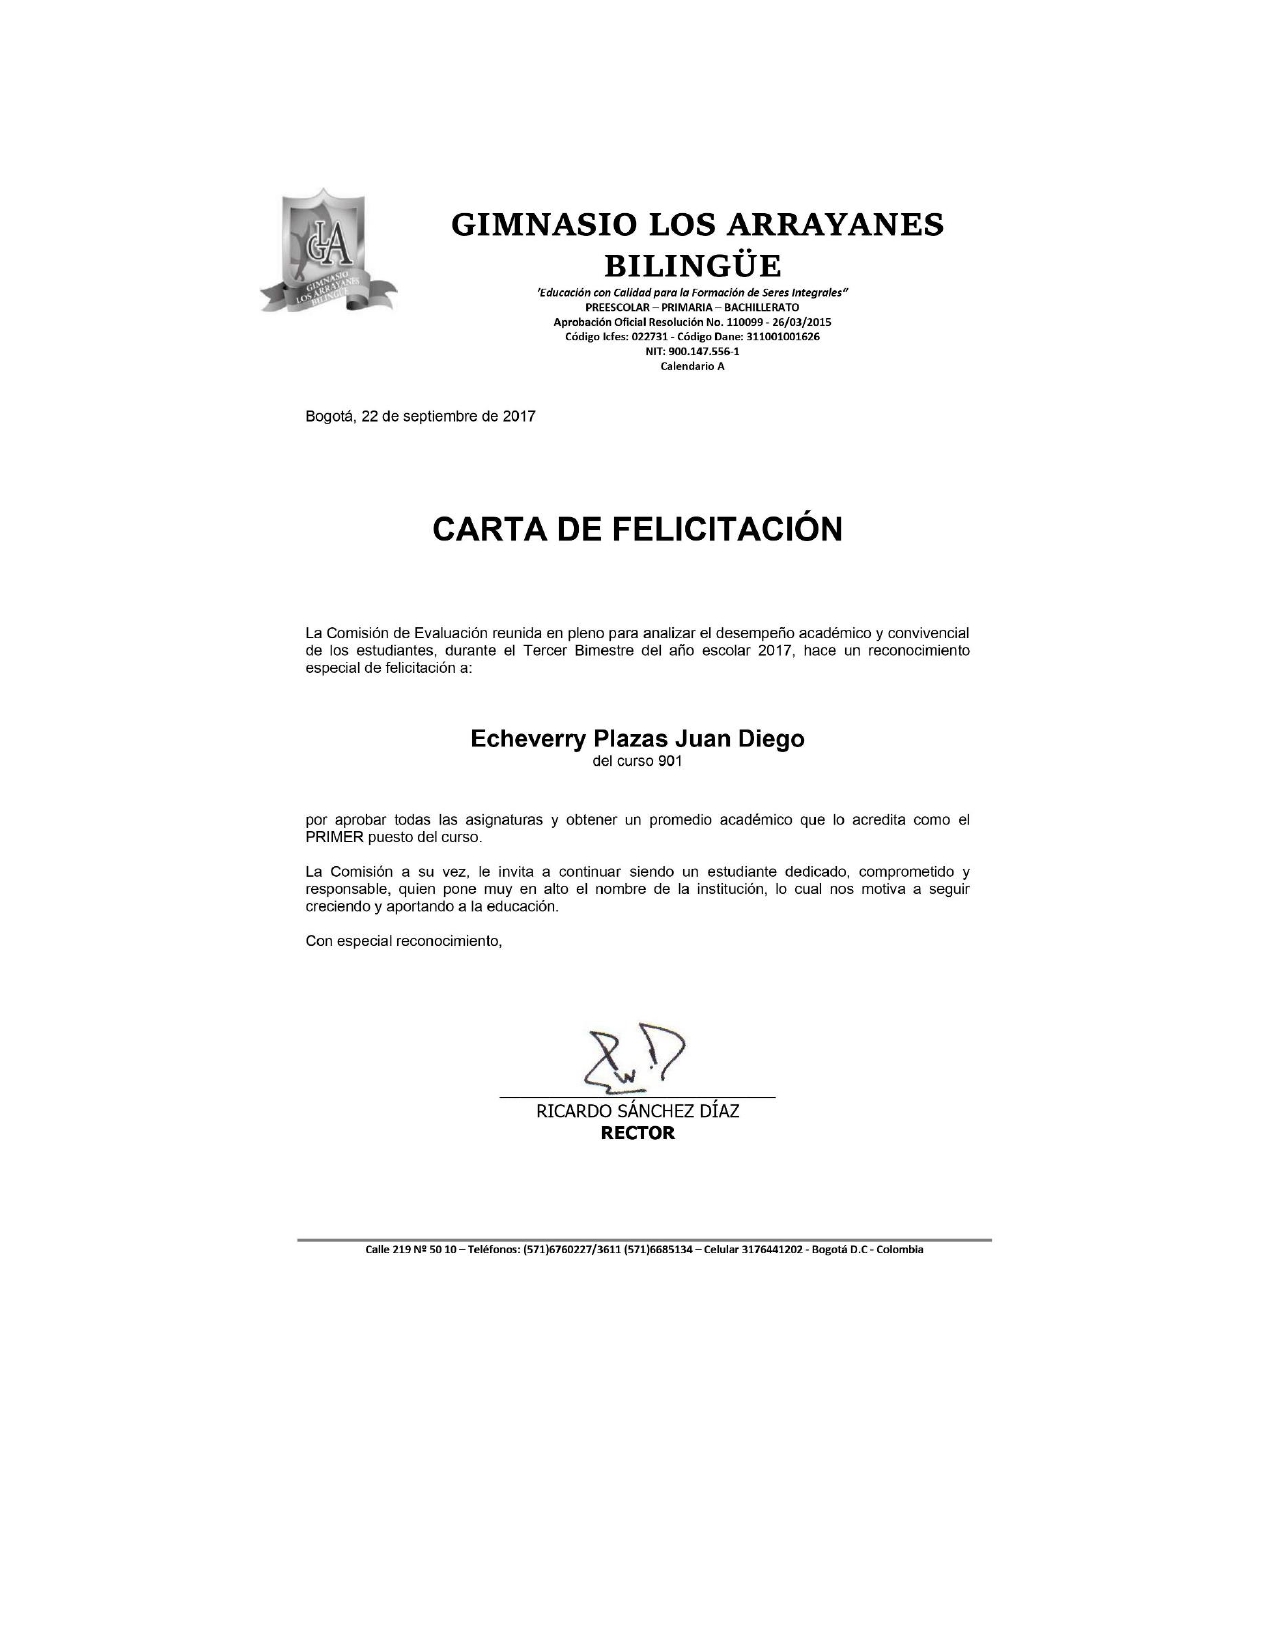 LA
G
GIMNASIO
LOS ARRAYANES
BILINGÜE
GIMNASIO LOS ARRAYANES
BILINGÜE
'Educación con Calidad para la Formación de Seres Integrales"
PREESCOLAR – PRIMARIA – BACHILLERATO
Aprobación Oficial Resolución No. 110099 - 26/03/2015
Código Icfes: 022731 - Código Dane: 311001001626
NIT: 900.147.556-1
Calendario A
Bogotá, 22 de septiembre de 2017
CARTA DE FELICITACIÓN
La Comisión de Evaluación reunida en pleno para analizar el desempeño académico y convivencial
de los estudiantes, durante el Tercer Bimestre del año escolar 2017, hace un reconocimiento
especial de felicitación a:
Echeverry Plazas Juan Diego
del curso 901
por aprobar todas las asignaturas y obtener un promedio académico que lo acredita como el
PRIMER puesto del curso.
La Comisión a su vez, le invita a continuar siendo un estudiante dedicado, comprometido y
responsable, quien pone muy en alto el nombre de la institución, lo cual nos motiva a seguir
creciendo y aportando a la educación.
Con especial reconocimiento,
RICARDO SÁNCHEZ DÍAZ
RECTOR
Calle 219 Nº 50 10 – Teléfonos: (571)6760227/3611 (571)6685134 – Celular 3176441202 - Bogotá D.C - Colombia